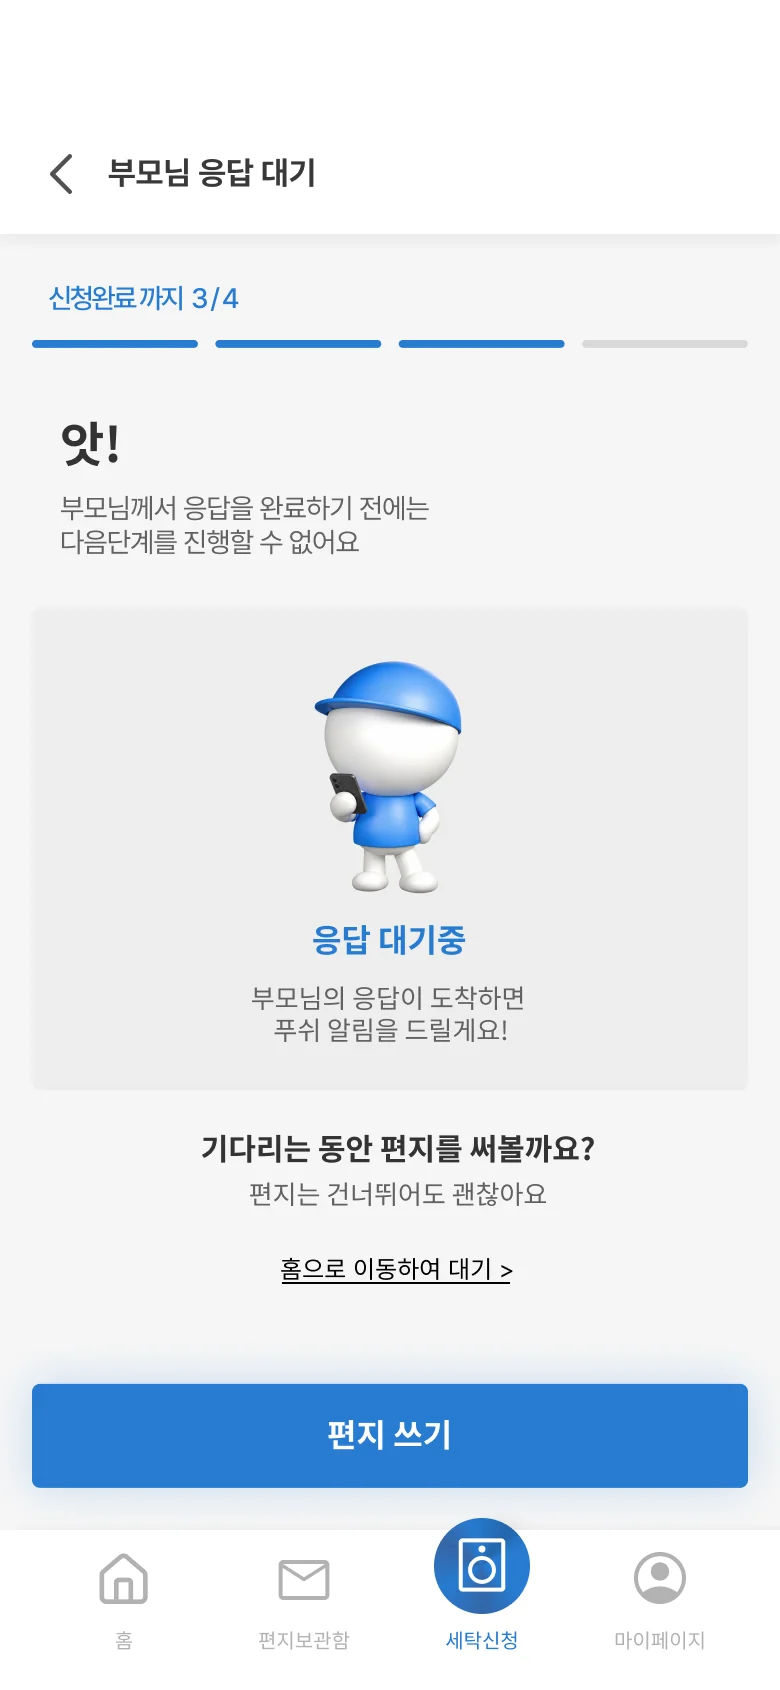 부모님 응답 대기
신청완료 까지 3/4
앗!
부모님께서 응답을 완료하기 전에는
다음단계를 진행할 수 없어요
응답 대기중
부모님의 응답이 도착하면
푸쉬 알림을 드릴게요!
기다리는 동안 편지를 써볼까요?
편지는 건너뛰어도 괜찮아요
홈으로 이동하여 대기 >
편지 쓰기
홈 편지보관함 세탁신청 마이페이지